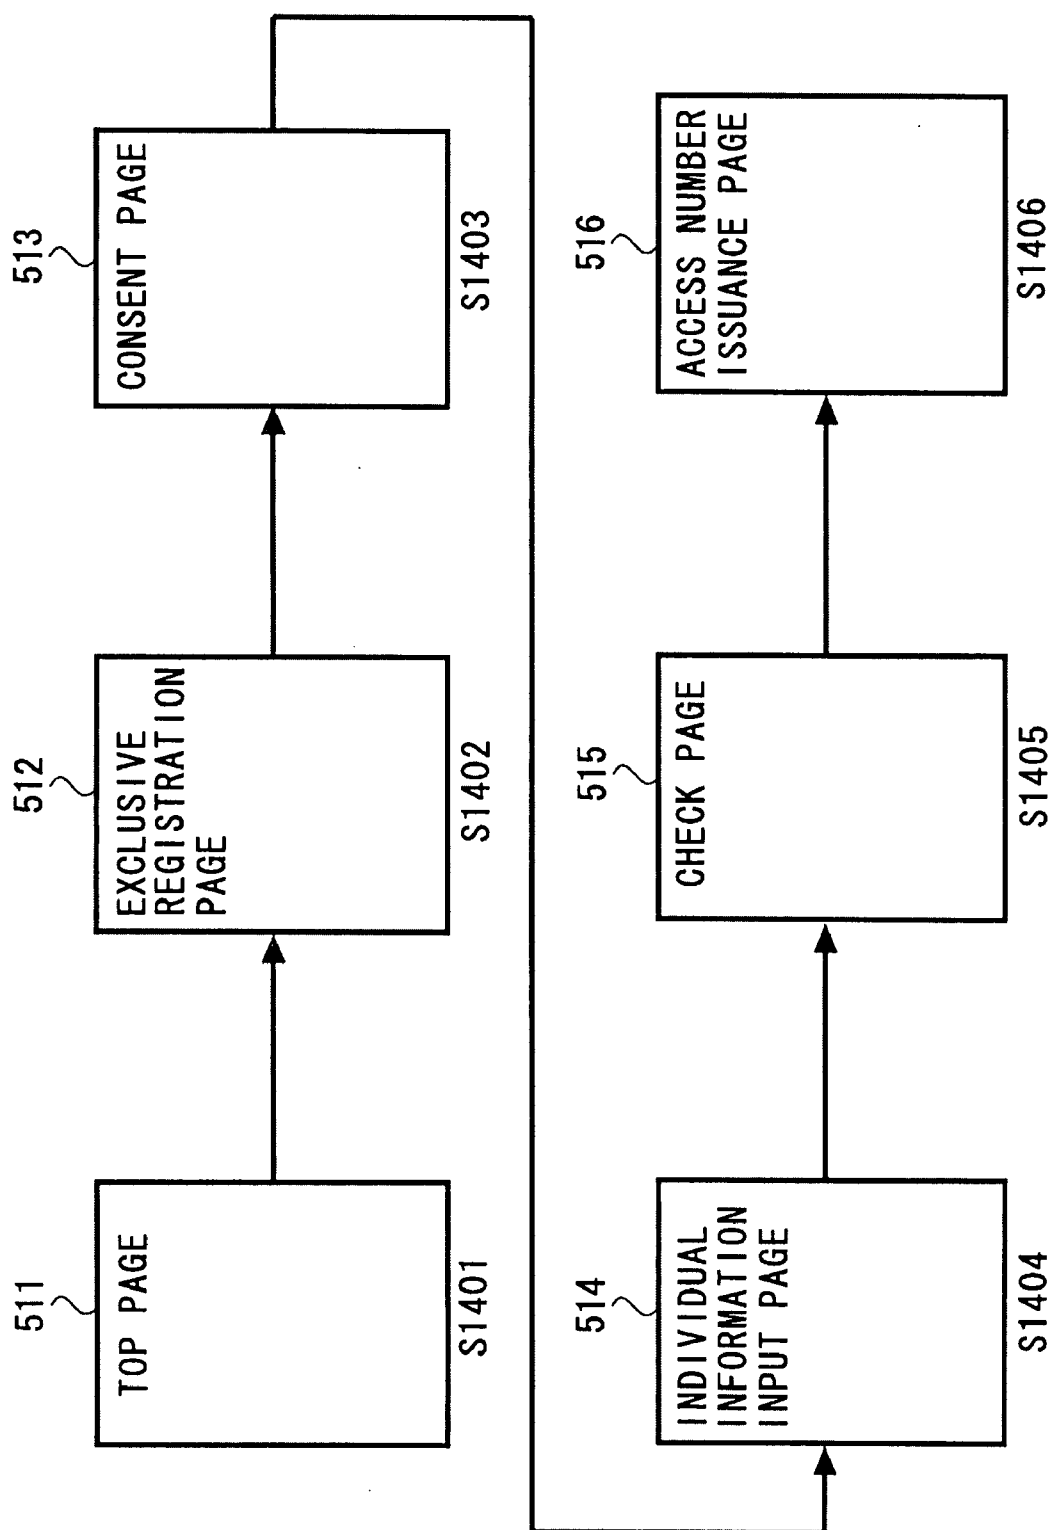 511
TOP PAGE
S1401
512
EXCLUSIVE
REGISTRATION
PAGE
S1402
513
CONSENT PAGE
S1403
514
INDIVIDUAL
INFORMATION
INPUT PAGE
S1404
515
CHECK PAGE
S1405
516
ACCESS NUMBER
ISSUANCE PAGE
S1406